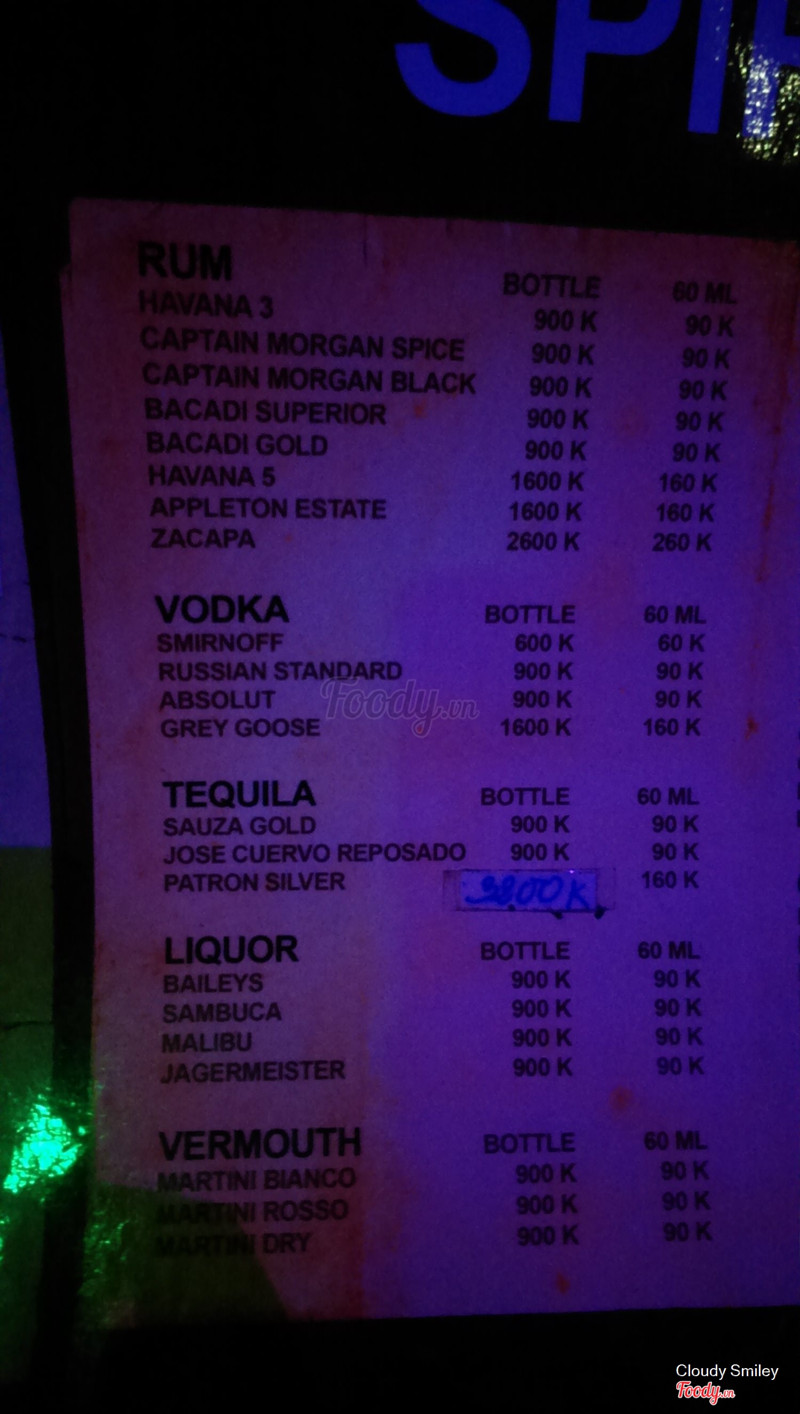 SPI
RUM BOTTLE 60 ML
HAVANA 3 900 K 90 K
CAPTAIN MORGAN SPICE 900 K 90 K
CAPTAIN MORGAN BLACK 900 K 90 K
BACADI SUPERIOR 900 K 90 K
BACADI GOLD 900 K 90 K
HAVANA 5 1600 K 160 K
APPLETON ESTATE 1600 K 160 K
ZACAPA 2600 K 260 K
VODKA BOTTLE 60 ML
SMIRNOFF 600 K 60 K
RUSSIAN STANDARD 900 K 90 K
ABSOLUT 900 K 90 K
Foody.vn
GREY GOOSE 1600 K 160 K
TEQUILA BOTTLE 60 ML
SAUZA GOLD 900 K 90 K
JOSE CUERVO REPOSADO 900 K 90 K
PATRON SILVER 160 K
LIQUOR BOTTLE 60 ML
BAILEYS 900 K 90 K
SAMBUCA 900 K 90 K
MALIBU 900 K 90 K
JAGERMEISTER 900 K 90 K
VERMOUTH BOTTLE 60 ML
MARTINI BIANCO 900 K 90 K
MARTINI ROSSO 900 K 90 K
MARTINI DRY 900 K 90 K
Cloudy Smiley
Foody.vn